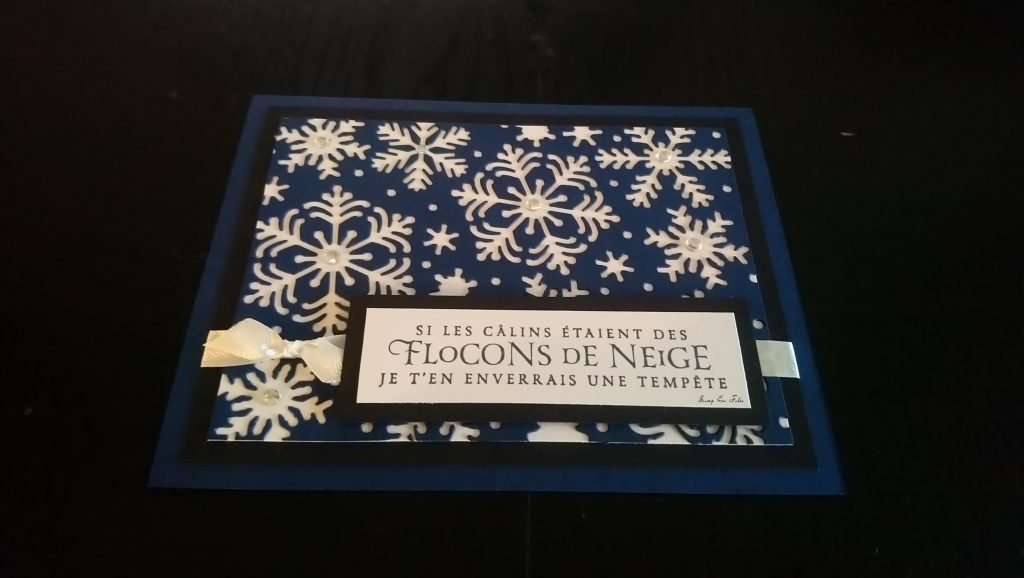 SI LES CÂLINS ÉTAIENT DES
FLOCONS DE NEIGE
JE T'EN ENVERRAIS UNE TEMPÊTE